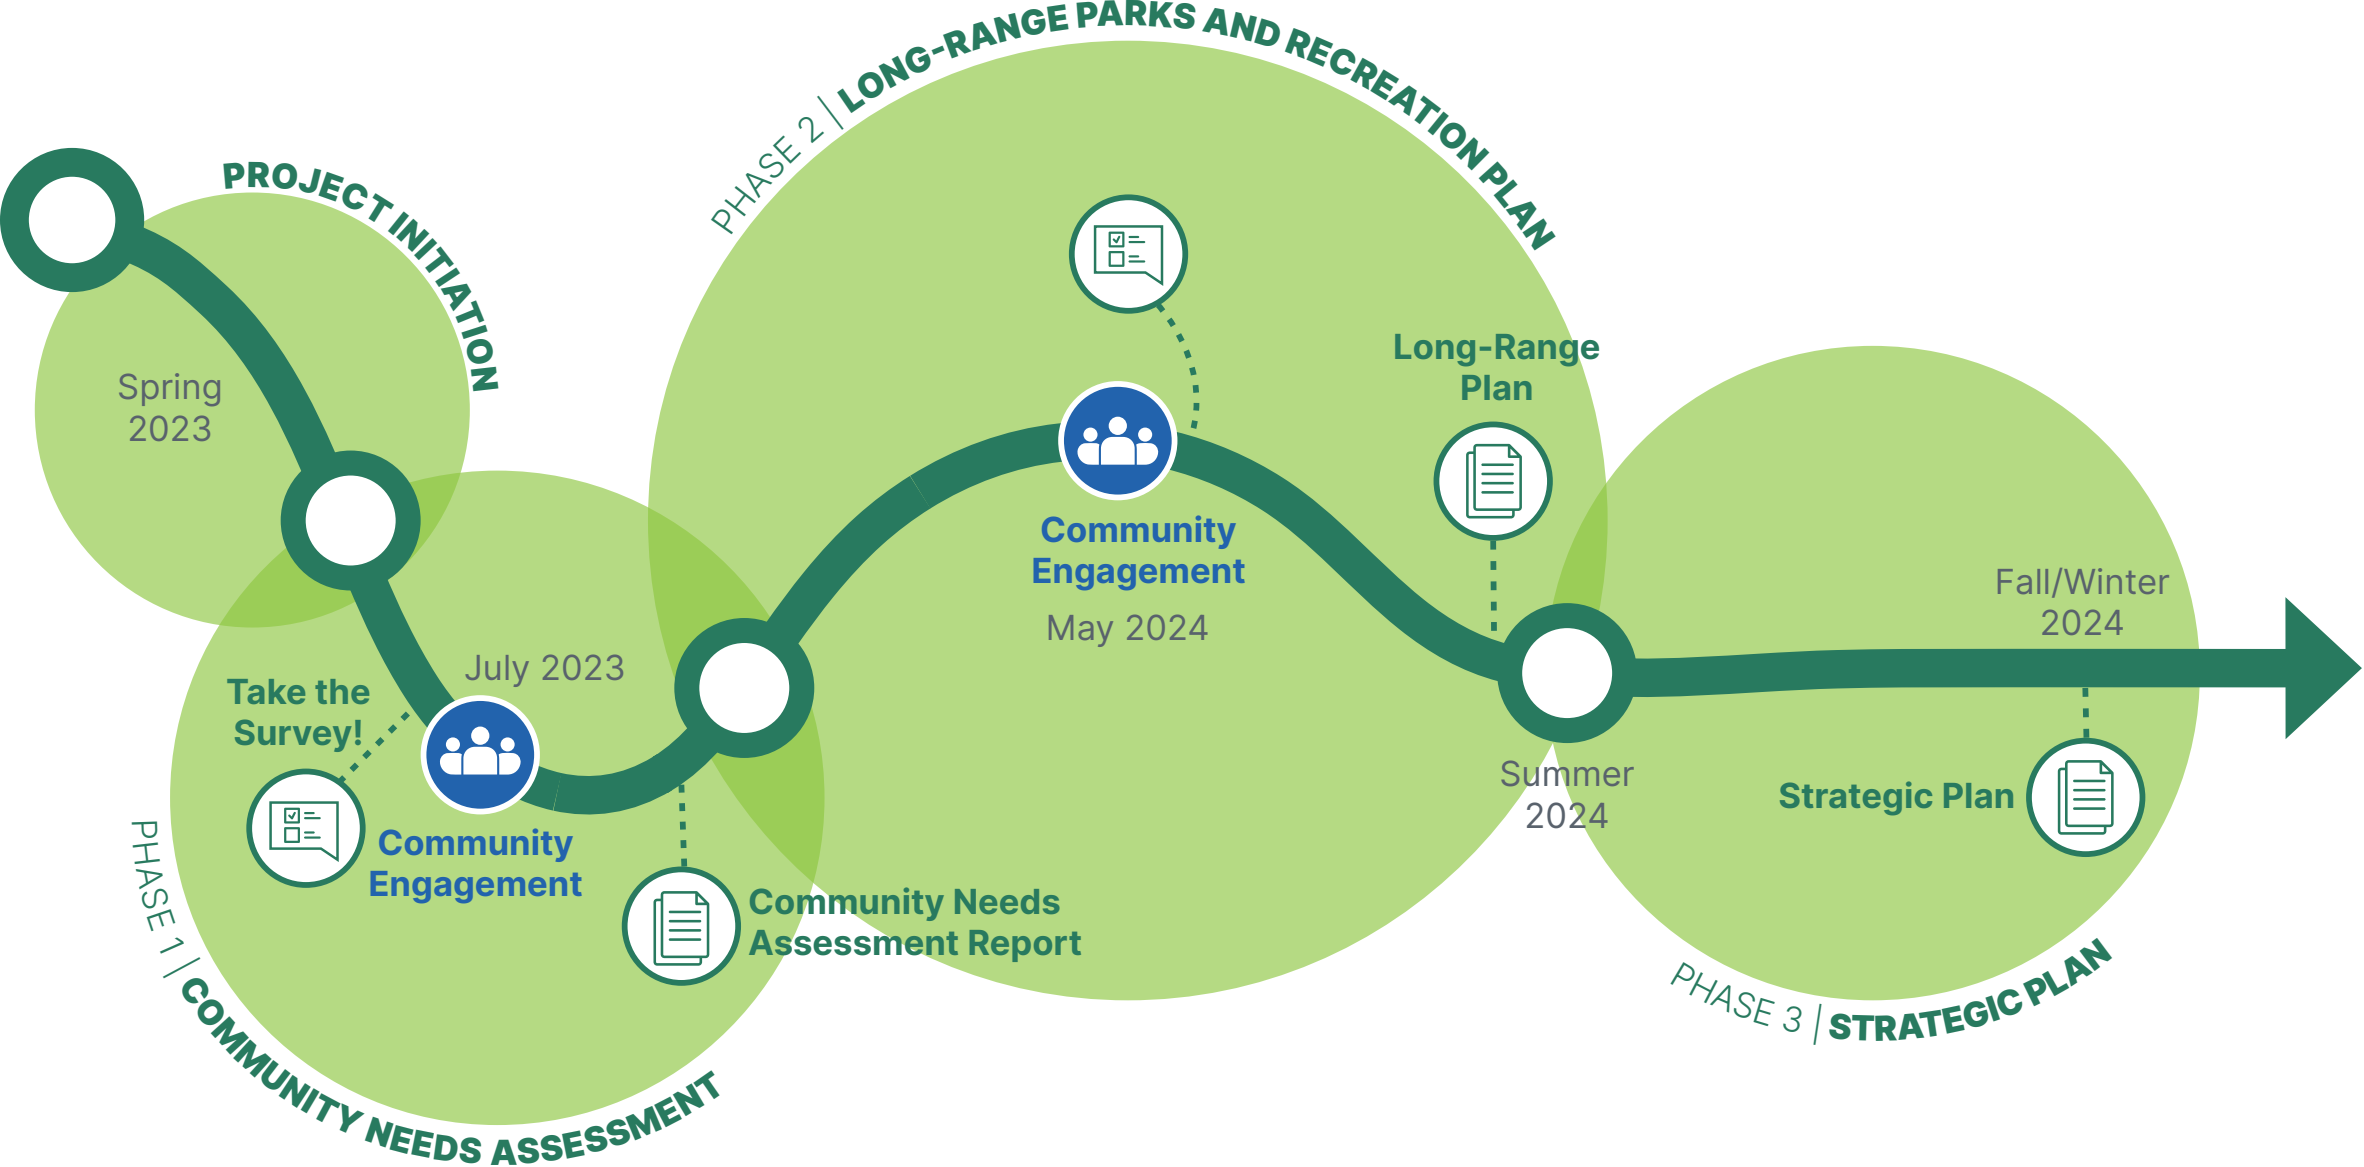 PROJECT INITIATION
Spring
2023
PHASE 1 | COMMUNITY NEEDS ASSESSMENT
July 2023
Take the
Survey!
Community
Engagement
Community Needs
Assessment Report
PHASE 2 | LONG-RANGE PARKS AND RECREATION PLAN
Community
Engagement
May 2024
Long-Range
Plan
Summer
2024
PHASE 3 | STRATEGIC PLAN
Fall/Winter
2024
Strategic Plan